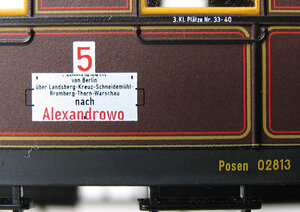 3. Kl. Plätze Nr. 33-40
5
von Berlin
über Landsberg-Kreuz-Schneidemühl-
Bromberg-Thorn-Warschau
nach
Alexandrowo
Posen 02813